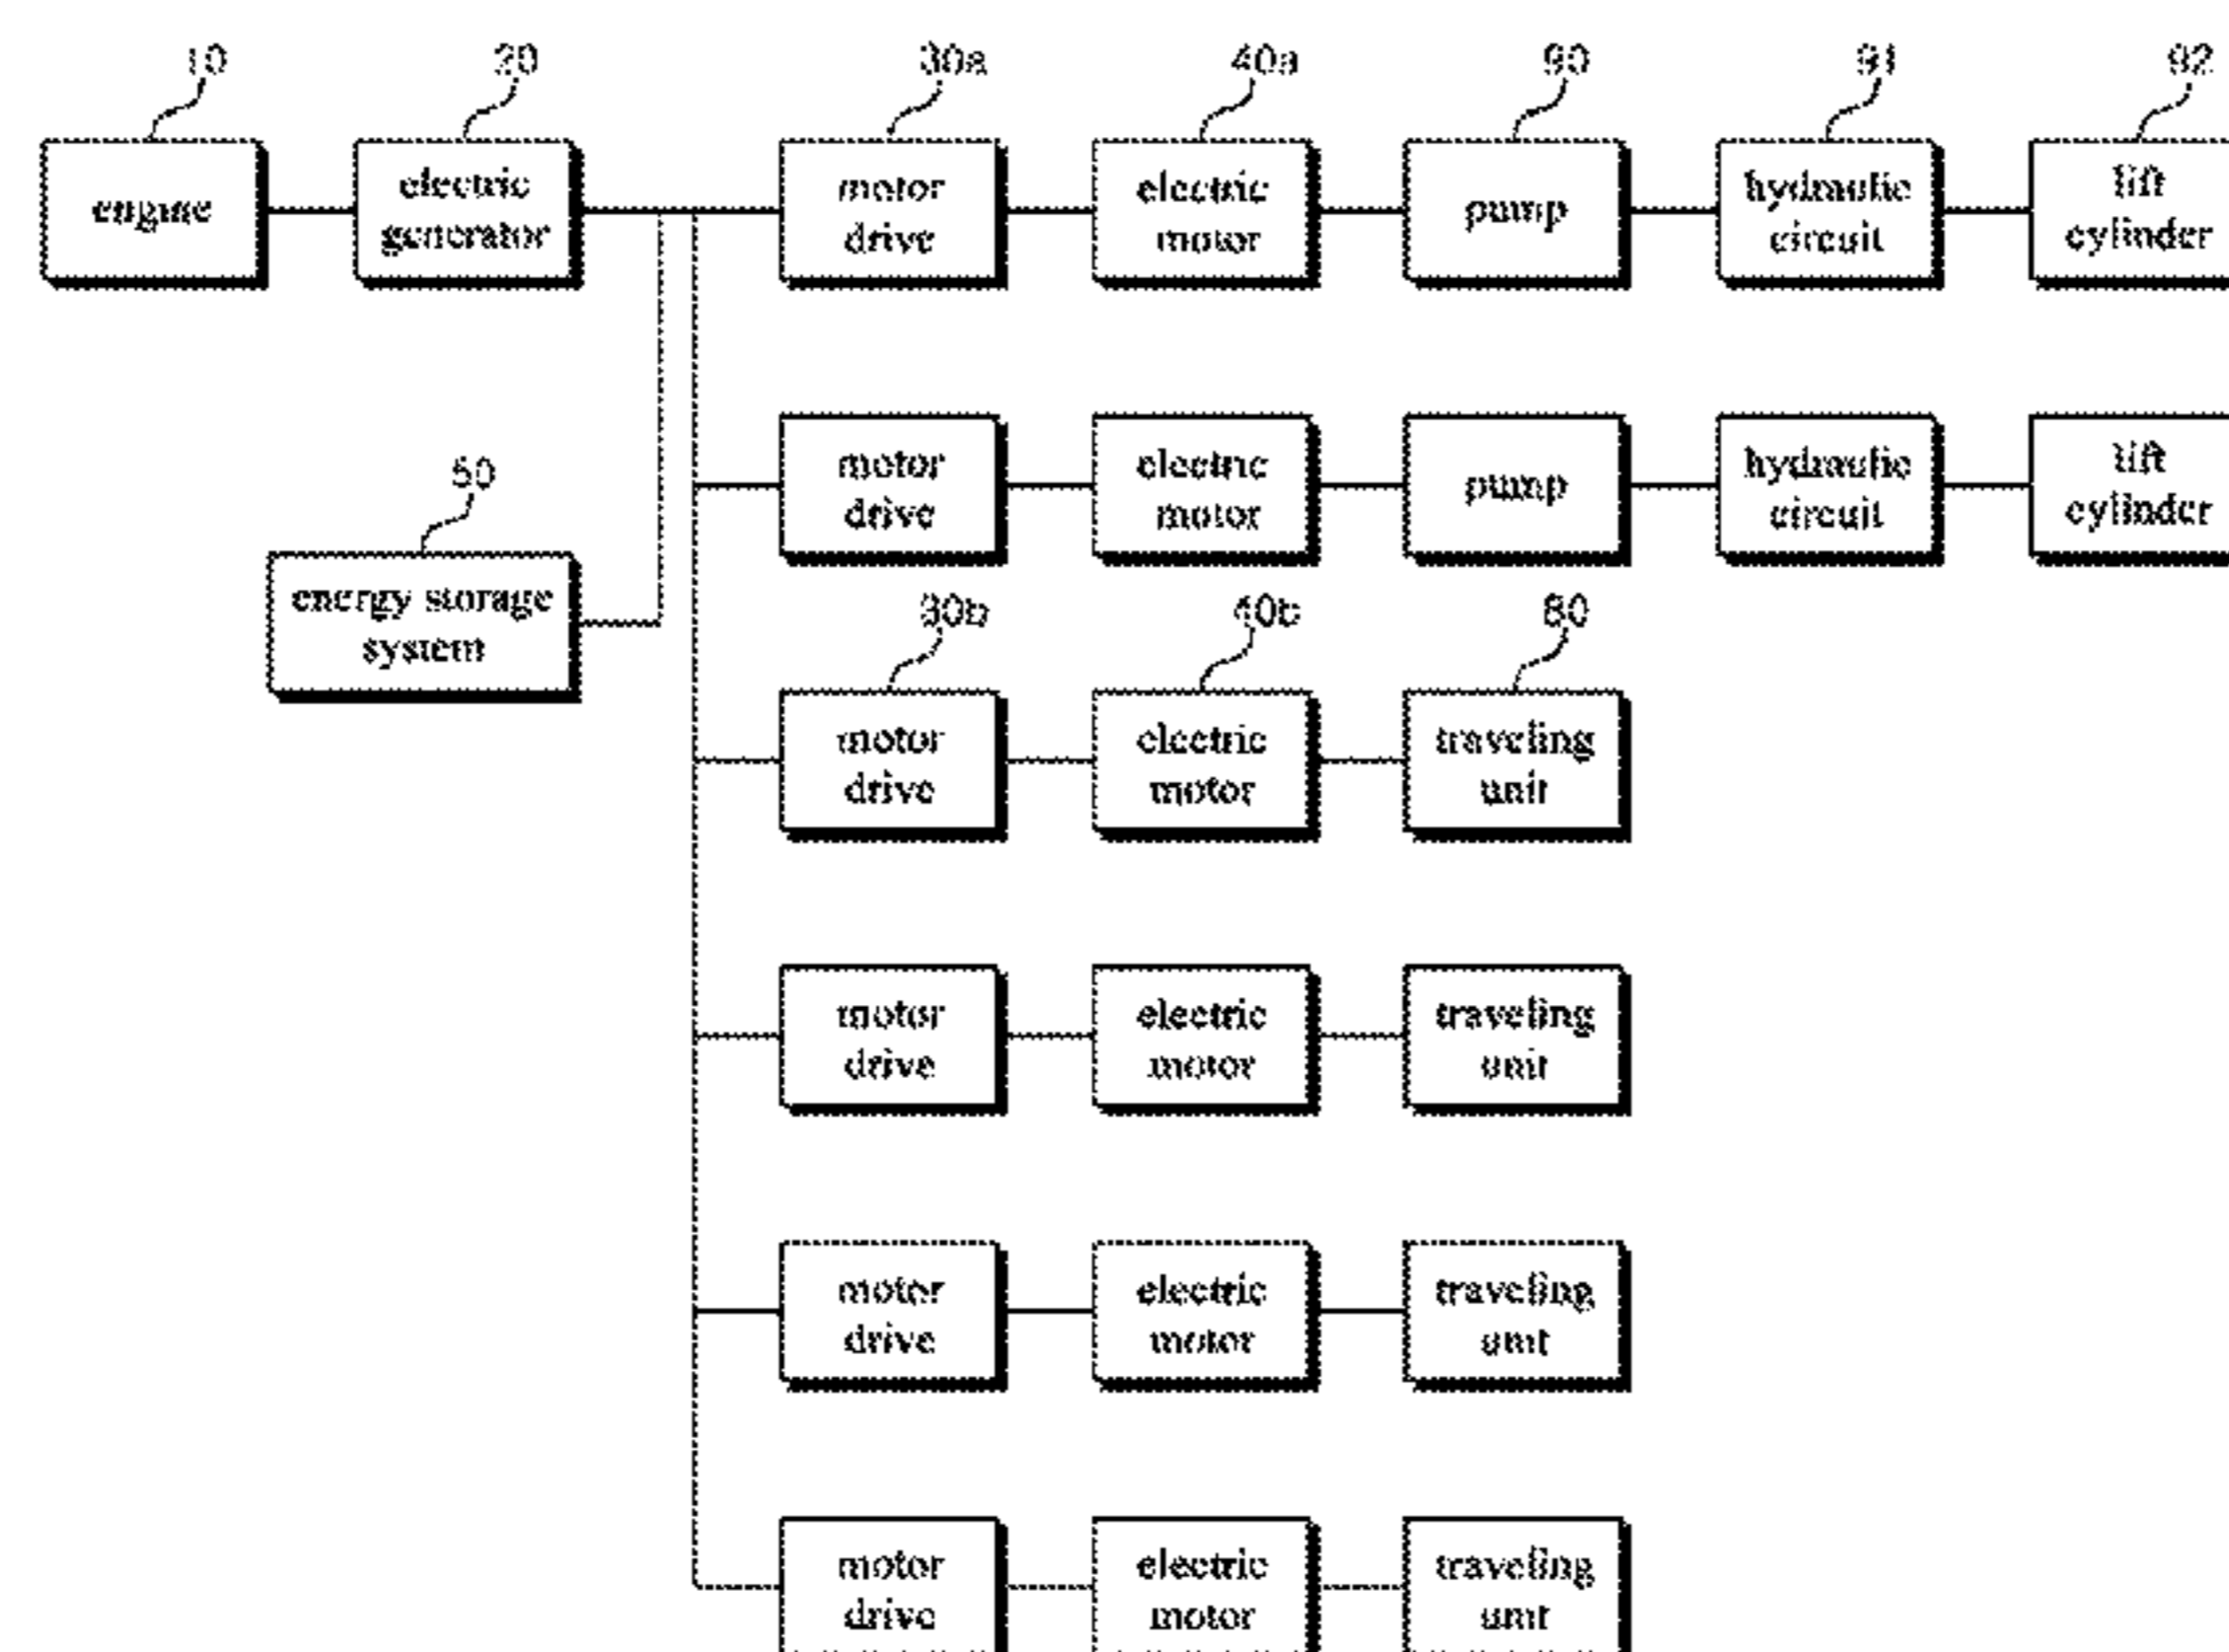 10 20 30a 40a 90 91 92
engine electric generator motor drive electric motor pump hydraulic circuit lift cylinder
motor drive electric motor pump hydraulic circuit lift cylinder
50
energy storage system
30b 40b 80
motor drive electric motor traveling unit
motor drive electric motor traveling unit
motor drive electric motor traveling unit
motor drive electric motor traveling unit